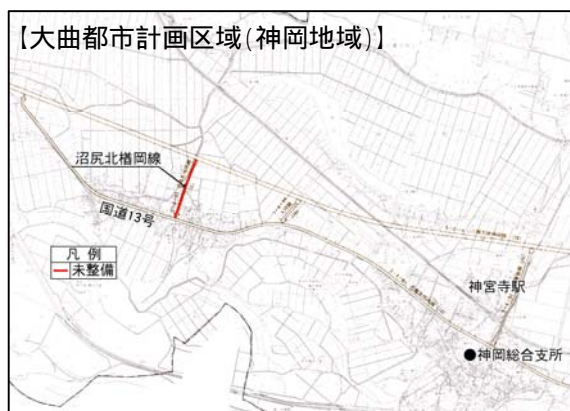 【大曲都市計画区域(神岡地域)】
沼尻北楢岡線
国道13号
凡 例
未整備
神宮寺駅
●神岡総合支所